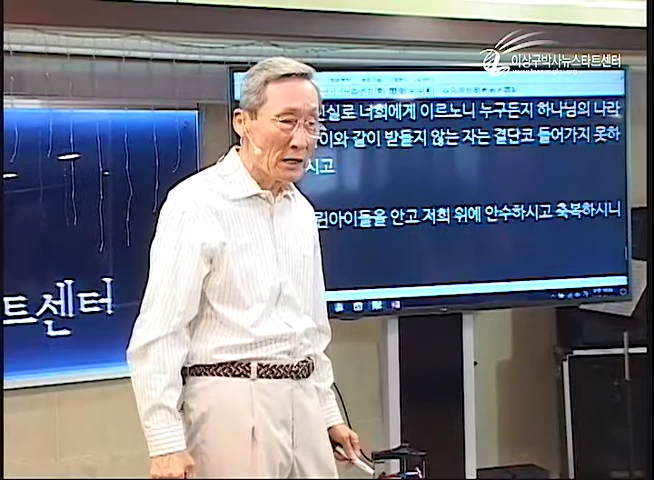 이상구박사뉴스타트센터
실로 너희에게 이르노니 누구든지 하나님의 나라
이와 같이 받들지 않는 자는 결단코 들어가지 못하
시고
린아이들을 안고 저희 위에 안수하시고 축복하시니
트센터